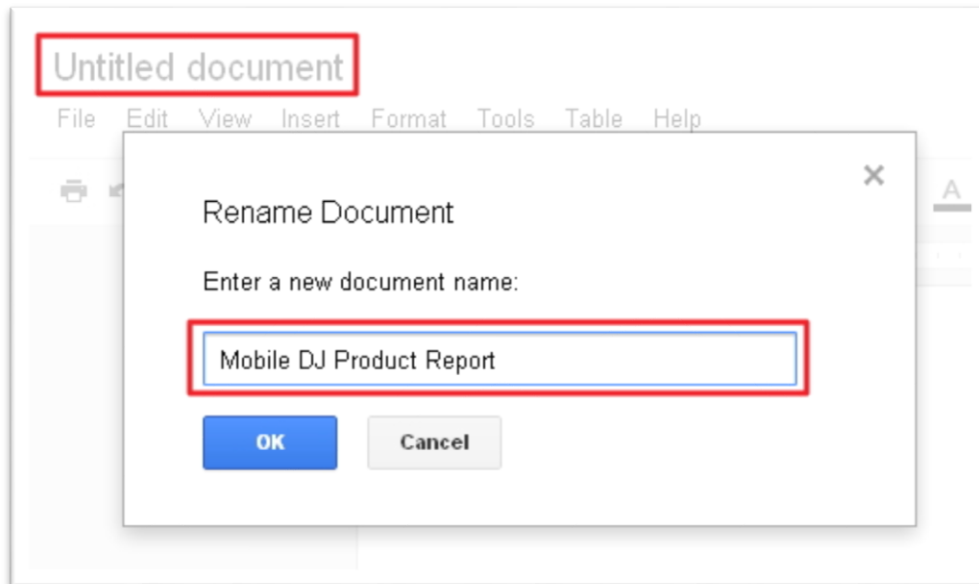 Untitled document
File Edit View Insert Format Tools Table Help
A
Rename Document
Enter a new document name:
Mobile DJ Product Report
OK Cancel